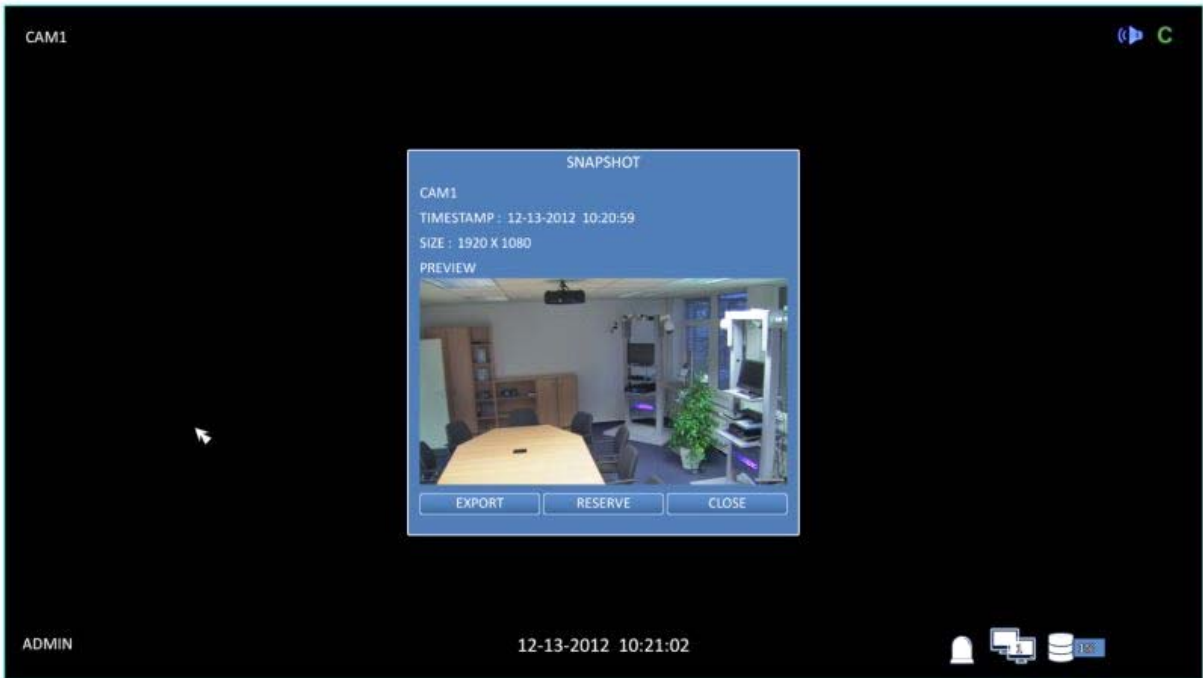 CAM1
C
SNAPSHOT
CAM1
TIMESTAMP : 12-13-2012 10:20:59
SIZE : 1920 X 1080
PREVIEW
EXPORT
RESERVE
CLOSE
ADMIN
12-13-2012 10:21:02
1